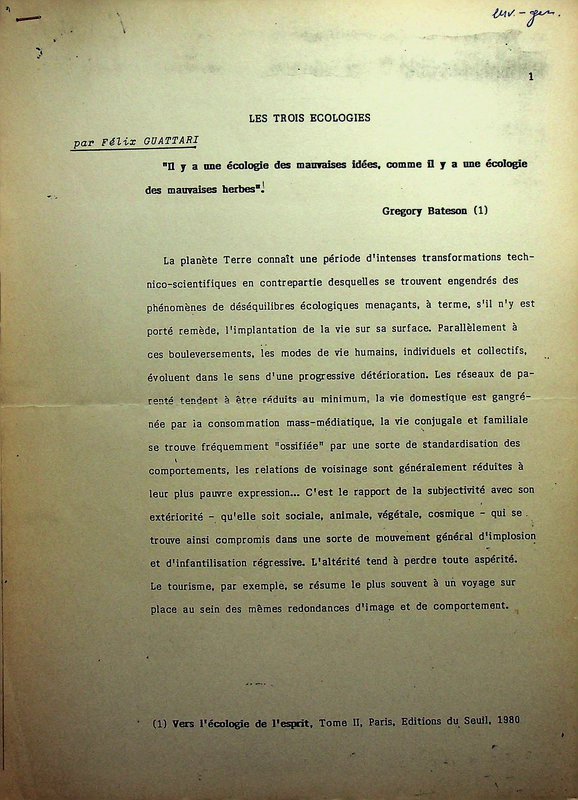 env. - gen.
1
LES TROIS ECOLOGIES
par Félix GUATTARI
"Il y a une écologie des mauvaises idées, comme il y a une écologie
des mauvaises herbes".
Gregory Bateson (1)
La planète Terre connaît une période d'intenses transformations tech-
nico-scientifiques en contrepartie desquelles se trouvent engendrés des
phénomènes de déséquilibres écologiques menaçants, à terme, s'il n'y est
porté remède, l'implantation de la vie sur sa surface. Parallèlement à
ces bouleversements, les modes de vie humains, individuels et collectifs,
évoluent dans le sens d'une progressive détérioration. Les réseaux de pa-
renté tendent à être réduits au minimum, la vie domestique est gangré-
née par la consommation mass-médiatique, la vie conjugale et familiale
se trouve fréquemment "ossifiée" par une sorte de standardisation des
comportements, les relations de voisinage sont généralement réduites à
leur plus pauvre expression... C'est le rapport de la subjectivité avec son
extériorité - qu'elle soit sociale, animale, végétale, cosmique - qui se
trouve ainsi compromis dans une sorte de mouvement général d'implosion
et d'infantilisation régressive. L'altérité tend à perdre toute aspérité.
Le tourisme, par exemple, se résume le plus souvent à un voyage sur
place au sein des mêmes redondances d'image et de comportement.
(1) Vers l'écologie de l'esprit, Tome II, Paris, Editions du Seuil, 1980